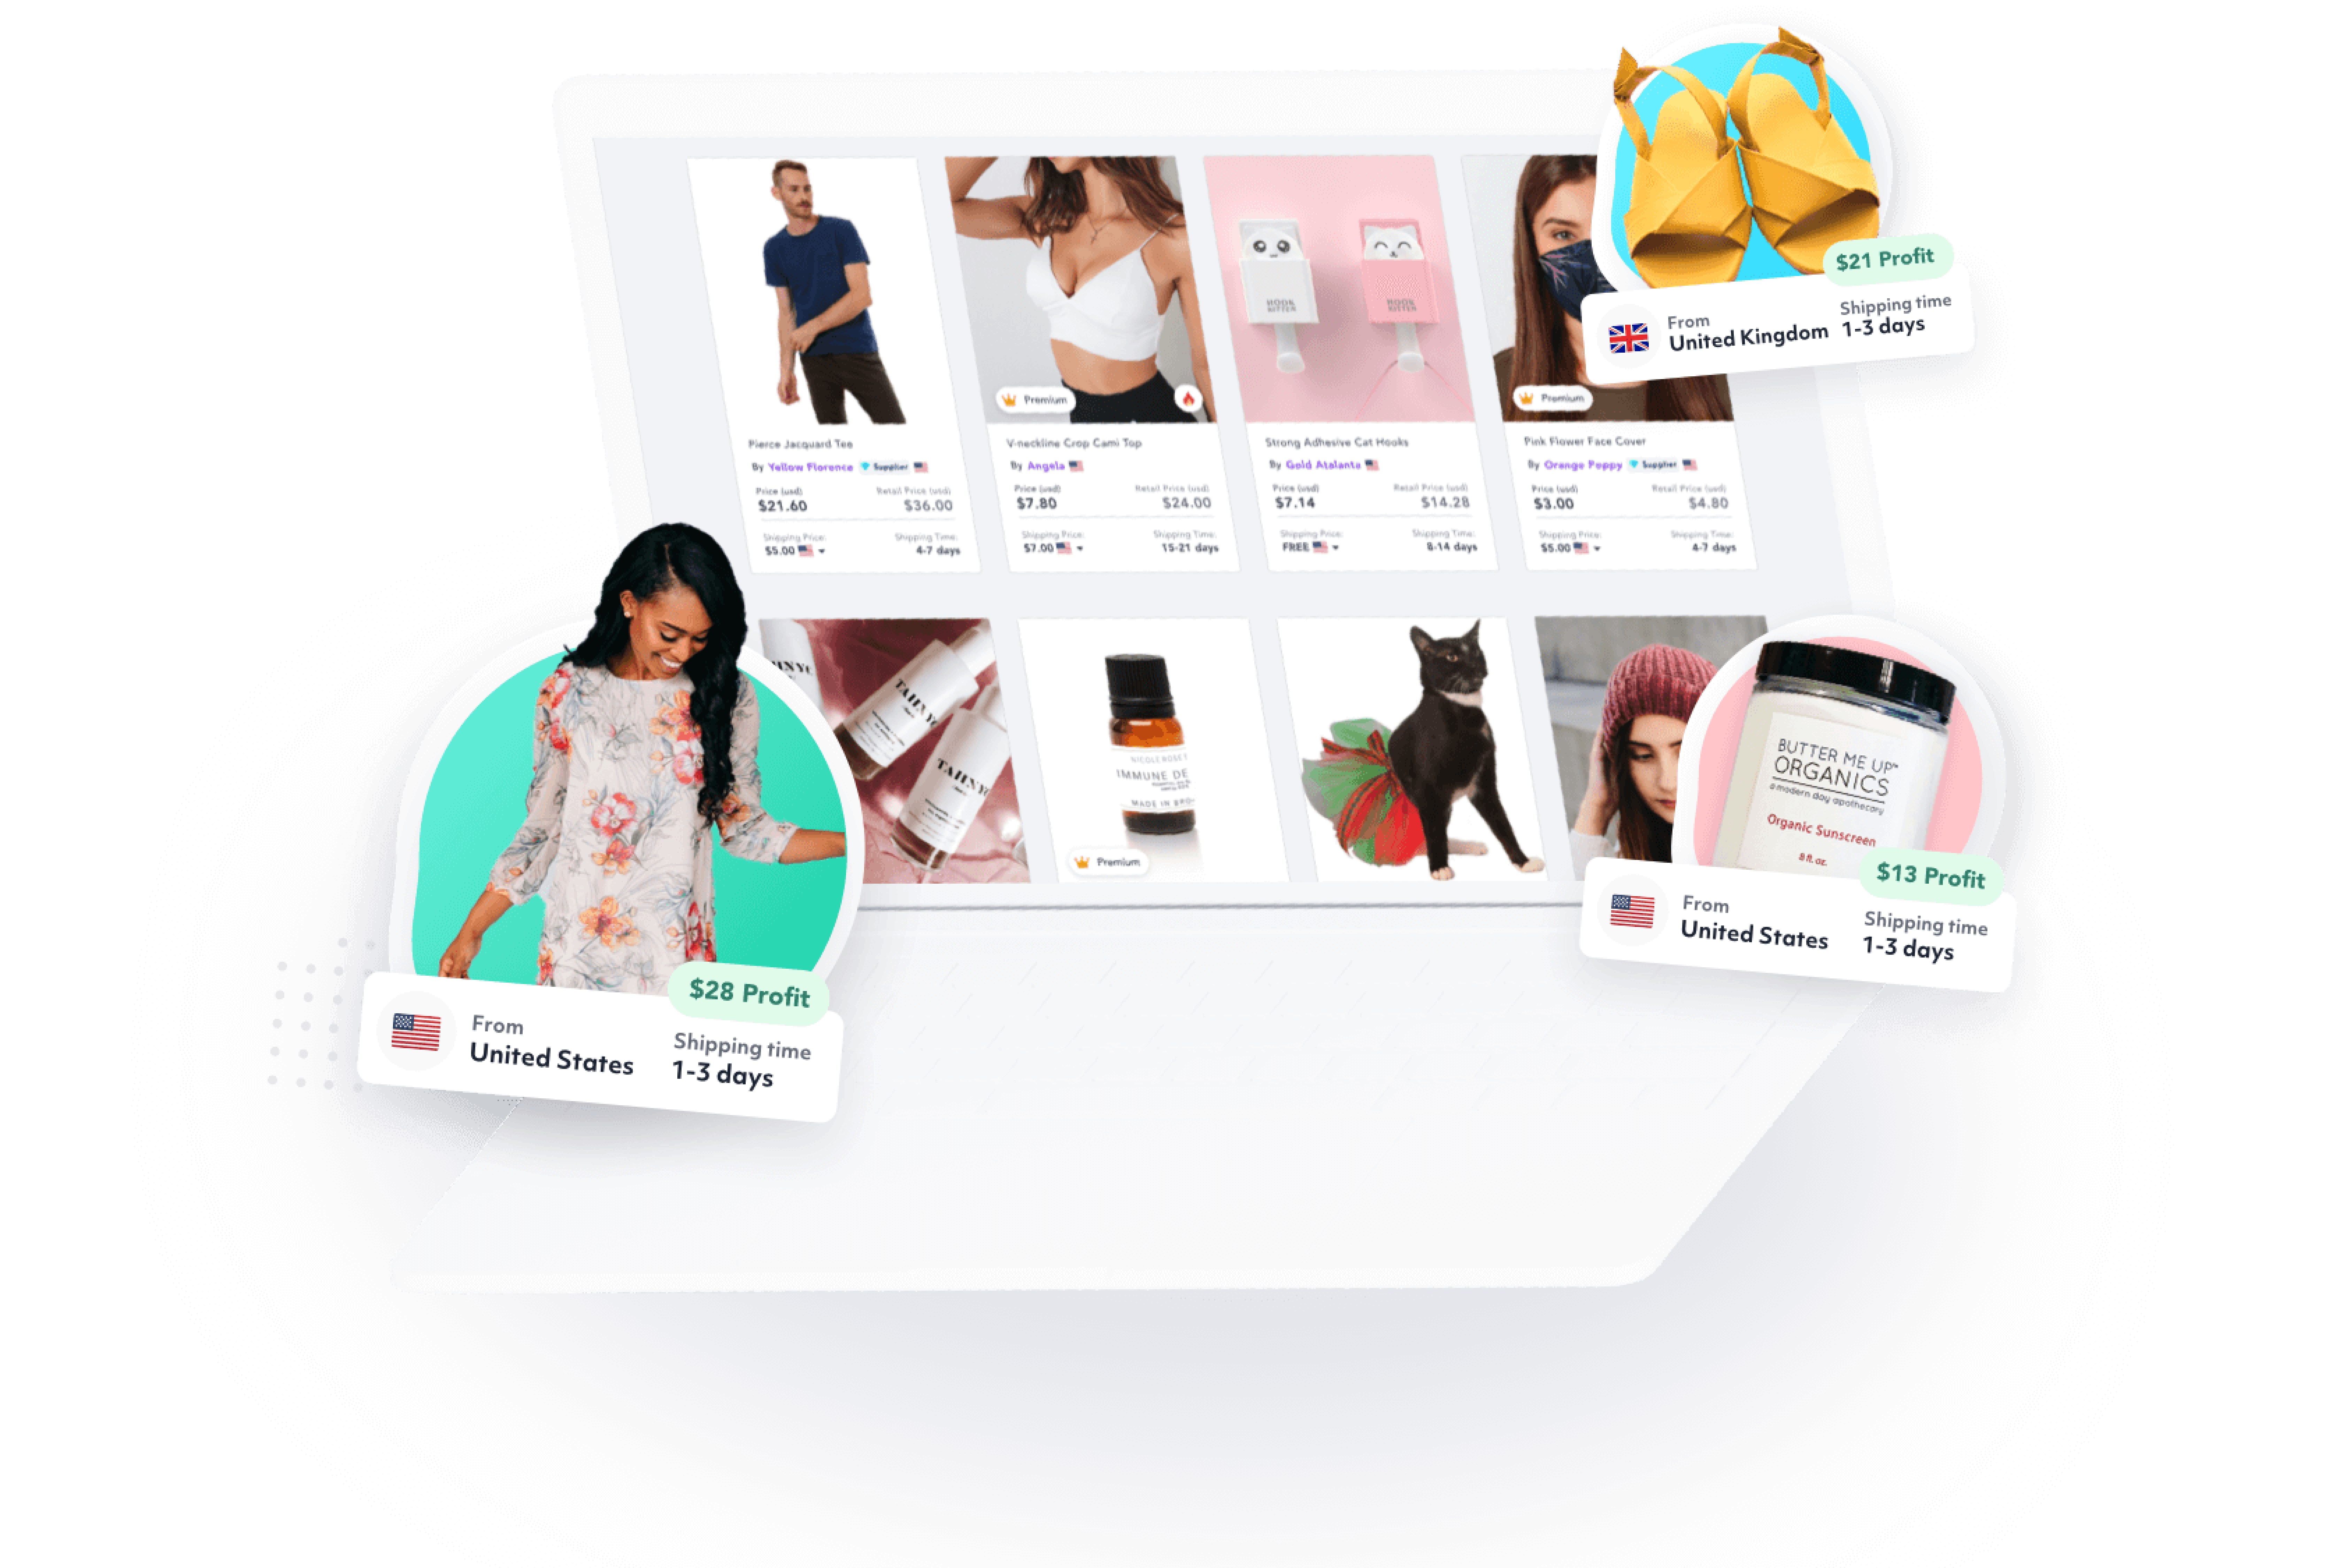 $21 Profit
From
United Kingdom
Shipping time
1-3 days
HOOK
KITTEN
HOOK
KITTEN
Premium
Premium
Pierce Jacquard Tee
By Yellow Florence Supplier
Price (usd)
$21.60
Retail Price (usd)
$36.00
Shipping Price:
$5.00
Shipping Time:
4-7 days
V-neckline Crop Cami Top
By Angela
Price (usd)
$7.80
Retail Price (usd)
$24.00
Shipping Price:
$7.00
Shipping Time:
15-21 days
Strong Adhesive Cat Hooks
By Gold Atalanta
Price (usd)
$7.14
Retail Price (usd)
$14.28
Shipping Price:
FREE
Shipping Time:
8-14 days
Pink Flower Face Cover
By Orange Poppy Supplier
Price (usd)
$3.00
Retail Price (usd)
$4.80
Shipping Price:
$5.00
Shipping Time:
4-7 days
NICOLE ROSE
IMMUNE DE
MADE IN BRO
Premium
BUTTER ME UP™
ORGANICS
a modern day apothecary
Organic Sunscreen
8 fl. oz.
$13 Profit
From
United States
Shipping time
1-3 days
$28 Profit
From
United States
Shipping time
1-3 days